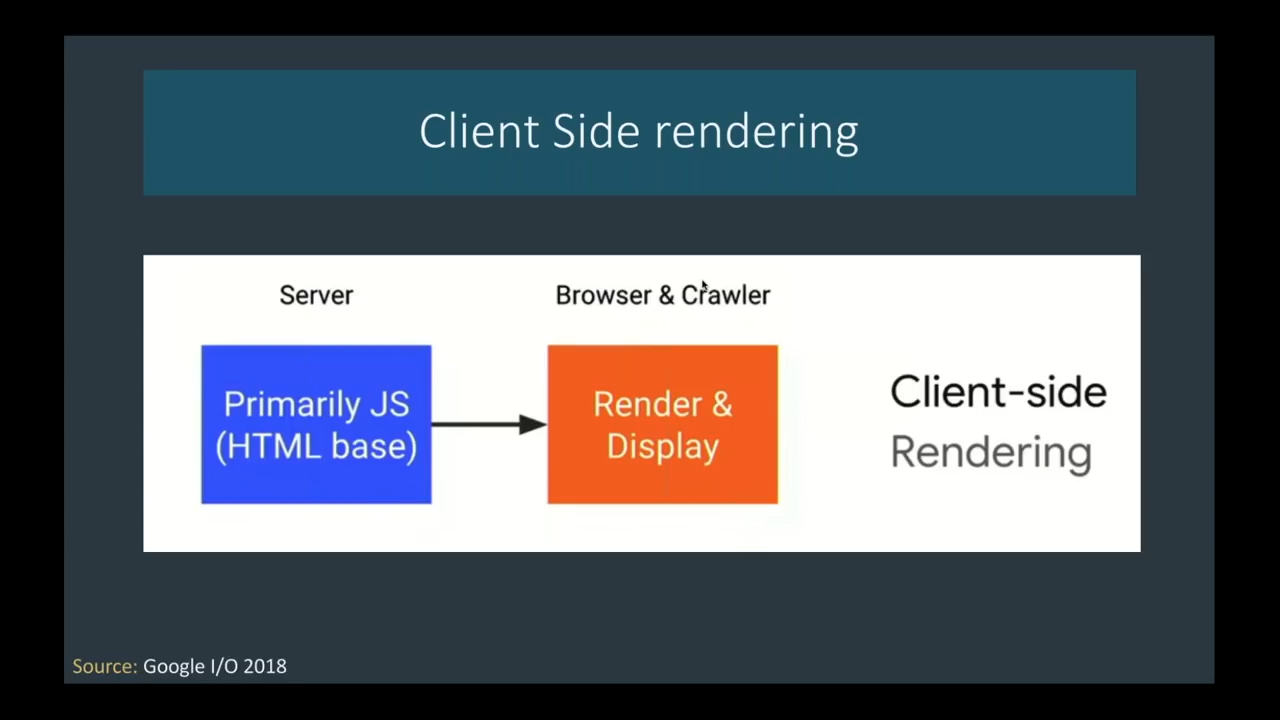 Client Side rendering
Server
Browser & Crawler
Primarily JS
(HTML base)
Render &
Display
Client-side
Rendering
Source: Google I/O 2018